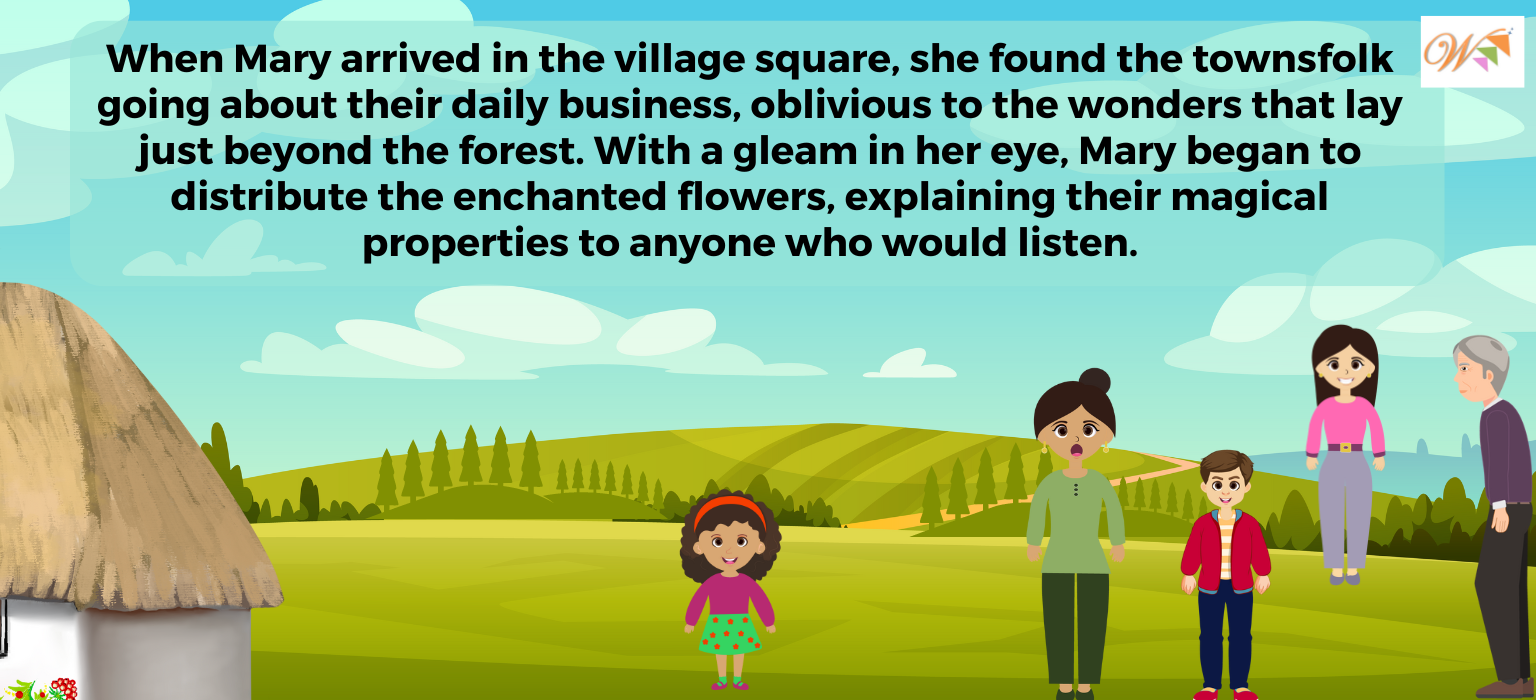 When Mary arrived in the village square, she found the townsfolk
going about their daily business, oblivious to the wonders that lay
just beyond the forest. With a gleam in her eye, Mary began to
distribute the enchanted flowers, explaining their magical
properties to anyone who would listen.
W